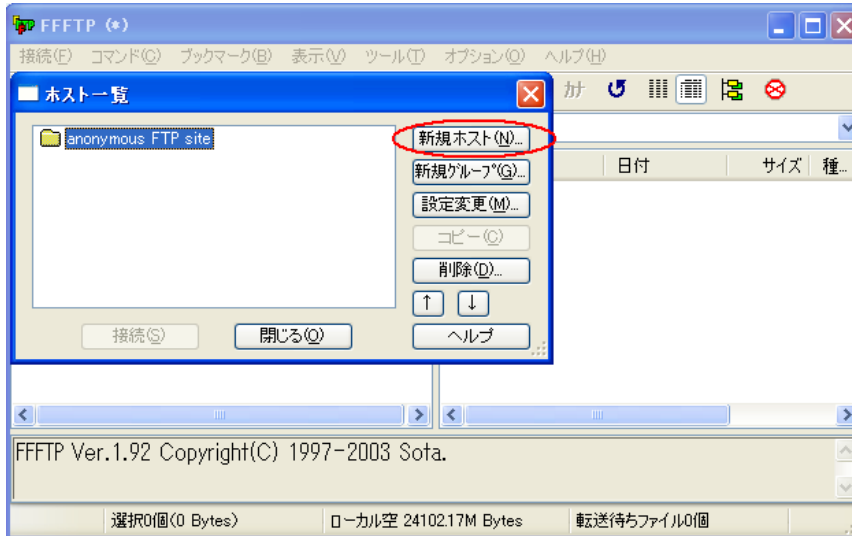 FFFTP (*)
接続(F) コマンド(C) ブックマーク(B) 表示(V) ツール(T) オプション(O) ヘルプ(H)
ホスト一覧
anonymous FTP site
新規ホスト(N)...
新規ｸﾞﾙｰﾌﾟ(G)...
設定変更(M)...
コピー(C)
削除(D)...
↑ ↓
接続(S) 閉じる(O) ヘルプ
ｶﾅ
日付 サイズ 種...
FFFTP Ver.1.92 Copyright(C) 1997-2003 Sota.
選択0個(0 Bytes) ローカル空 24102.17M Bytes 転送待ちファイル0個